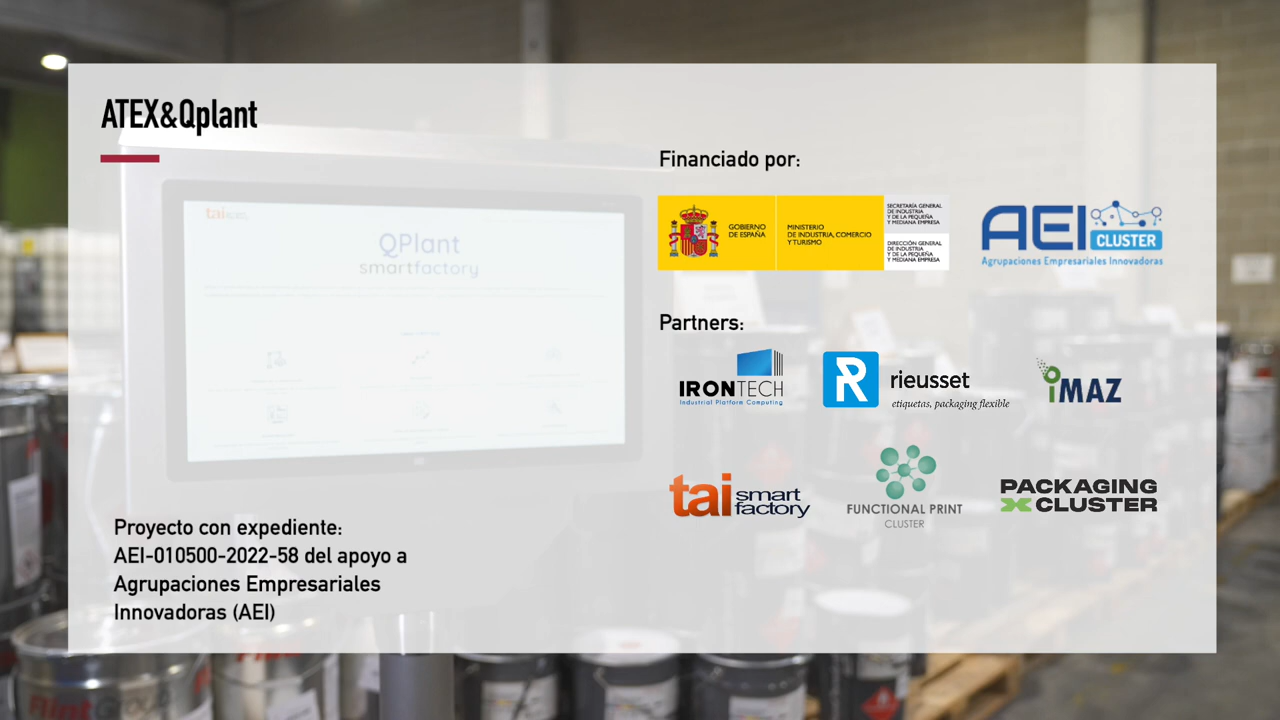 ATEX&Qplant
tai
QPlant
smartfactory
Proyecto con expediente:
AEI-010500-2022-58 del apoyo a
Agrupaciones Empresariales
Innovadoras (AEI)
Financiado por:
GOBIERNO
DE ESPAÑA
MINISTERIO
DE INDUSTRIA, COMERCIO
Y TURISMO
SECRETARÍA GENERAL
DE INDUSTRIA
Y DE LA PEQUEÑA
Y MEDIANA EMPRESA
DIRECCIÓN GENERAL
DE INDUSTRIA
Y DE LA PEQUEÑA
Y MEDIANA EMPRESA
AEI
CLUSTER
Agrupaciones Empresariales Innovadoras
Partners:
IRONTECH
Industrial Platform Computing
R
rieusset
etiquetas, packaging flexible
iMAZ
tai smart
factory
FUNCTIONAL PRINT
CLUSTER
PACKAGING
CLUSTER
Flint Group